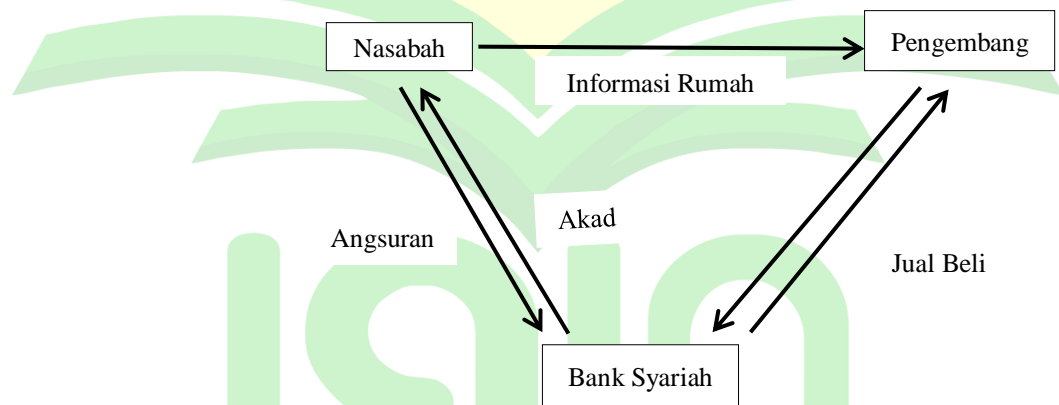 Nasabah
Pengembang
Informasi Rumah
Akad
Angsuran
Jual Beli
Bank Syariah